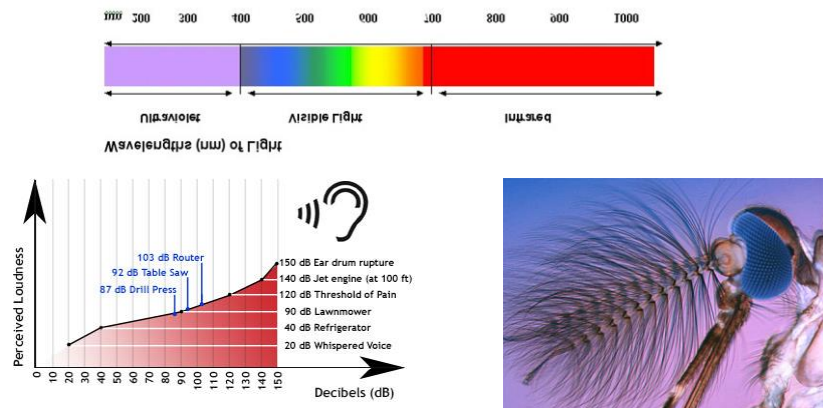 nm 200 300 400 500 600 700 800 900 1000
Ultraviolet Visible Light Infrared
Wavelengths (nm) of Light
Perceived Loudness
103 dB Router
92 dB Table Saw
87 dB Drill Press
150 dB Ear drum rupture
140 dB Jet engine (at 100 ft)
120 dB Threshold of Pain
90 dB Lawnmower
40 dB Refrigerator
20 dB Whispered Voice
0 10 20 30 40 50 60 70 80 90 100 110 120 130 140 150
Decibels (dB)